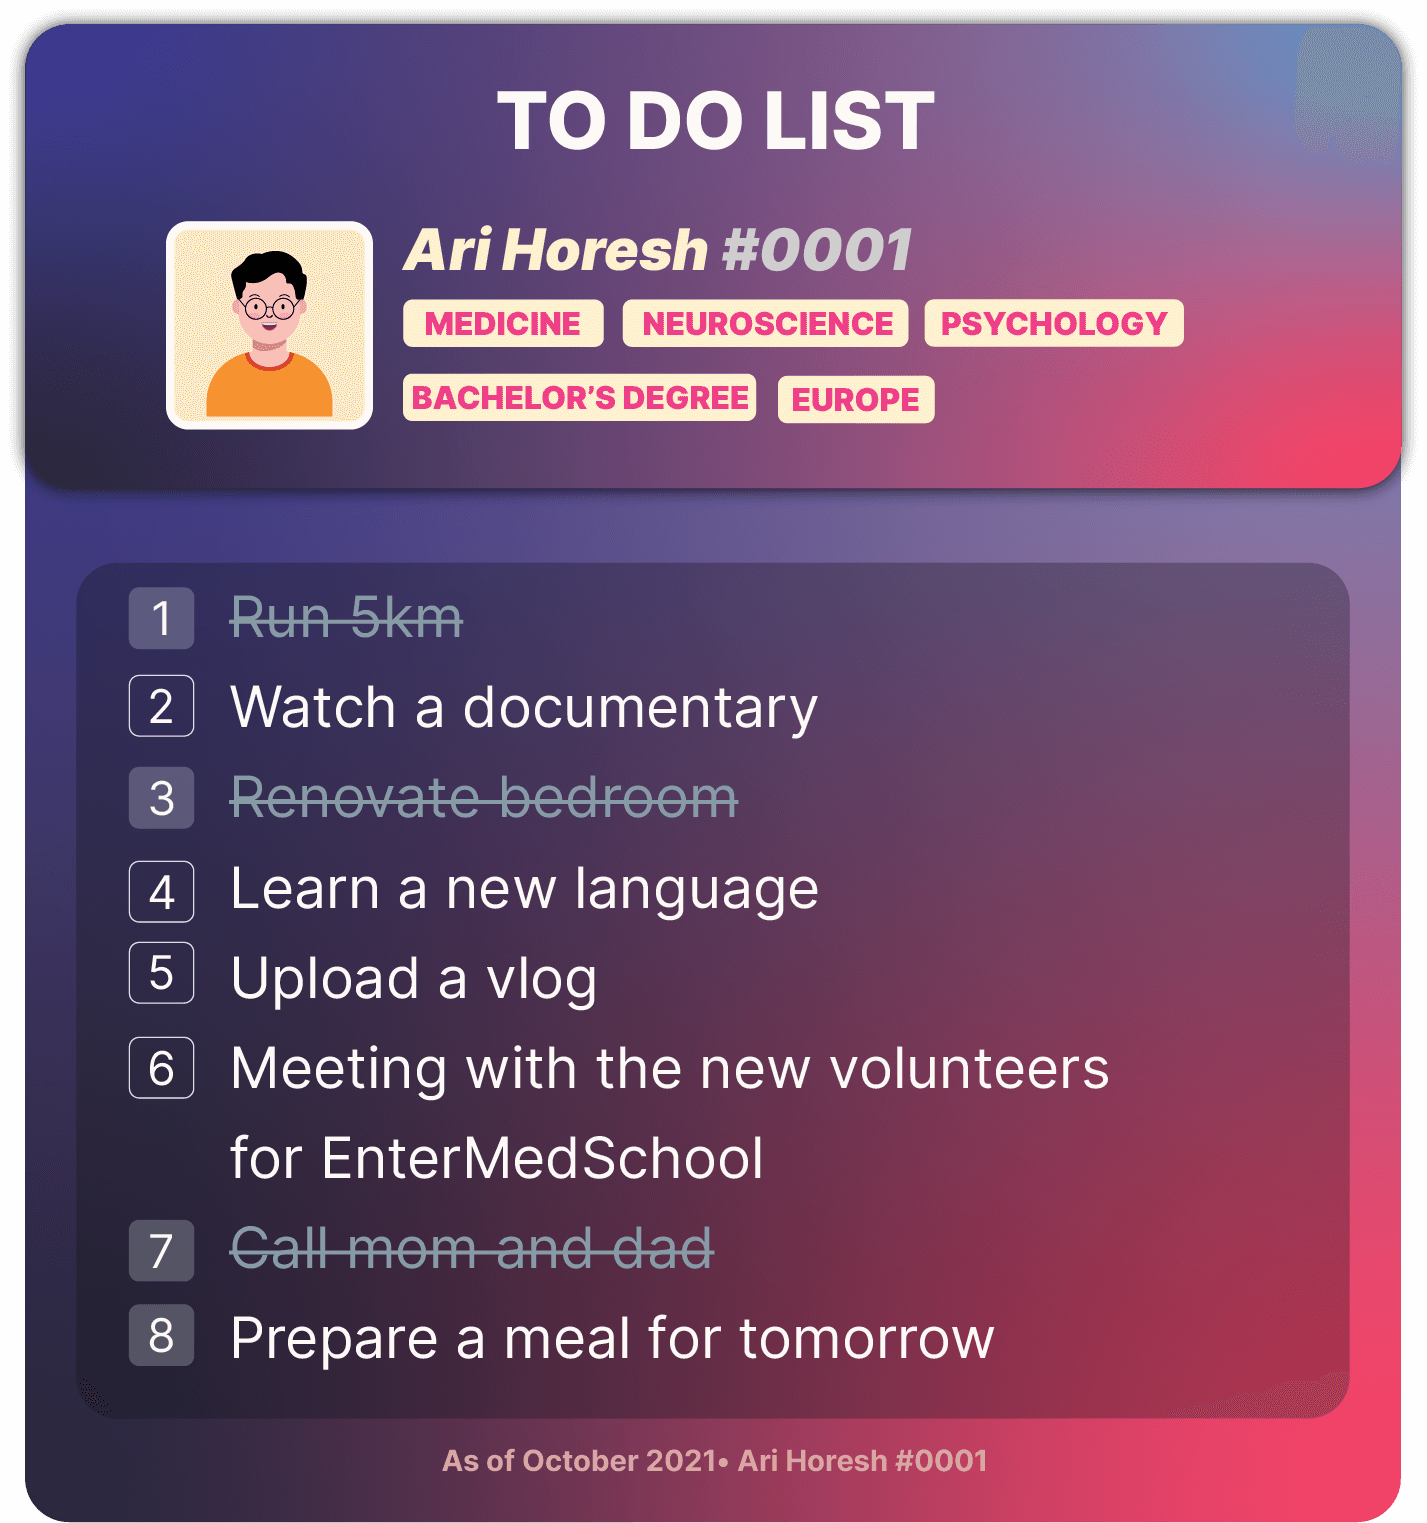 TO DO LIST
Ari Horesh #0001
MEDICINE NEUROSCIENCE PSYCHOLOGY
BACHELOR’S DEGREE EUROPE
1 Run 5km
2 Watch a documentary
3 Renovate bedroom
4 Learn a new language
5 Upload a vlog
6 Meeting with the new volunteers
for EnterMedSchool
7 Call mom and dad
8 Prepare a meal for tomorrow
As of October 2021• Ari Horesh #0001